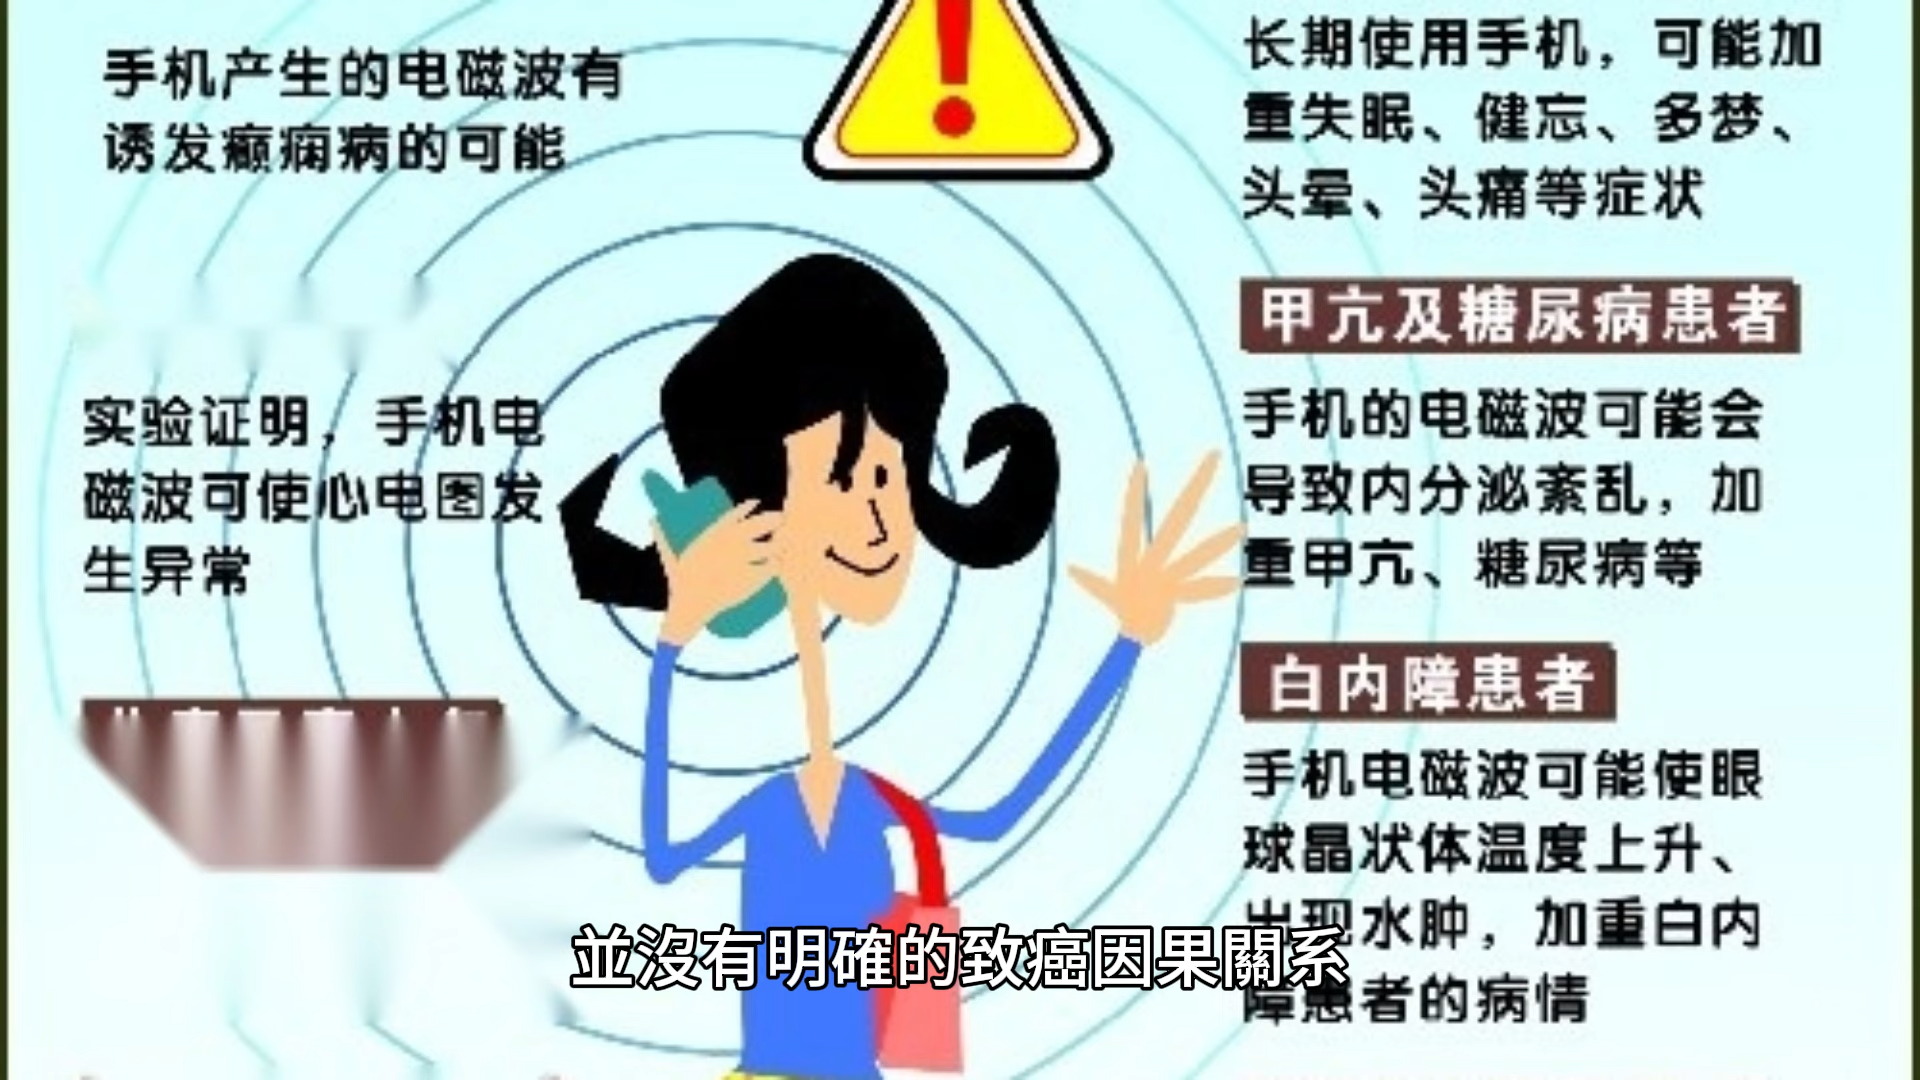 手机产生的电磁波有
诱发癫痫病的可能
实验证明，手机电
磁波可使心电图发
生异常
长期使用手机，可能加
重失眠、健忘、多梦、
头晕、头痛等症状
甲亢及糖尿病患者
手机的电磁波可能会
导致内分泌紊乱，加
重甲亢、糖尿病等
白内障患者
手机电磁波可能使眼
球晶状体温度上升、
出现水肿，加重白内
障患者的病情
並沒有明確的致癌因果關系